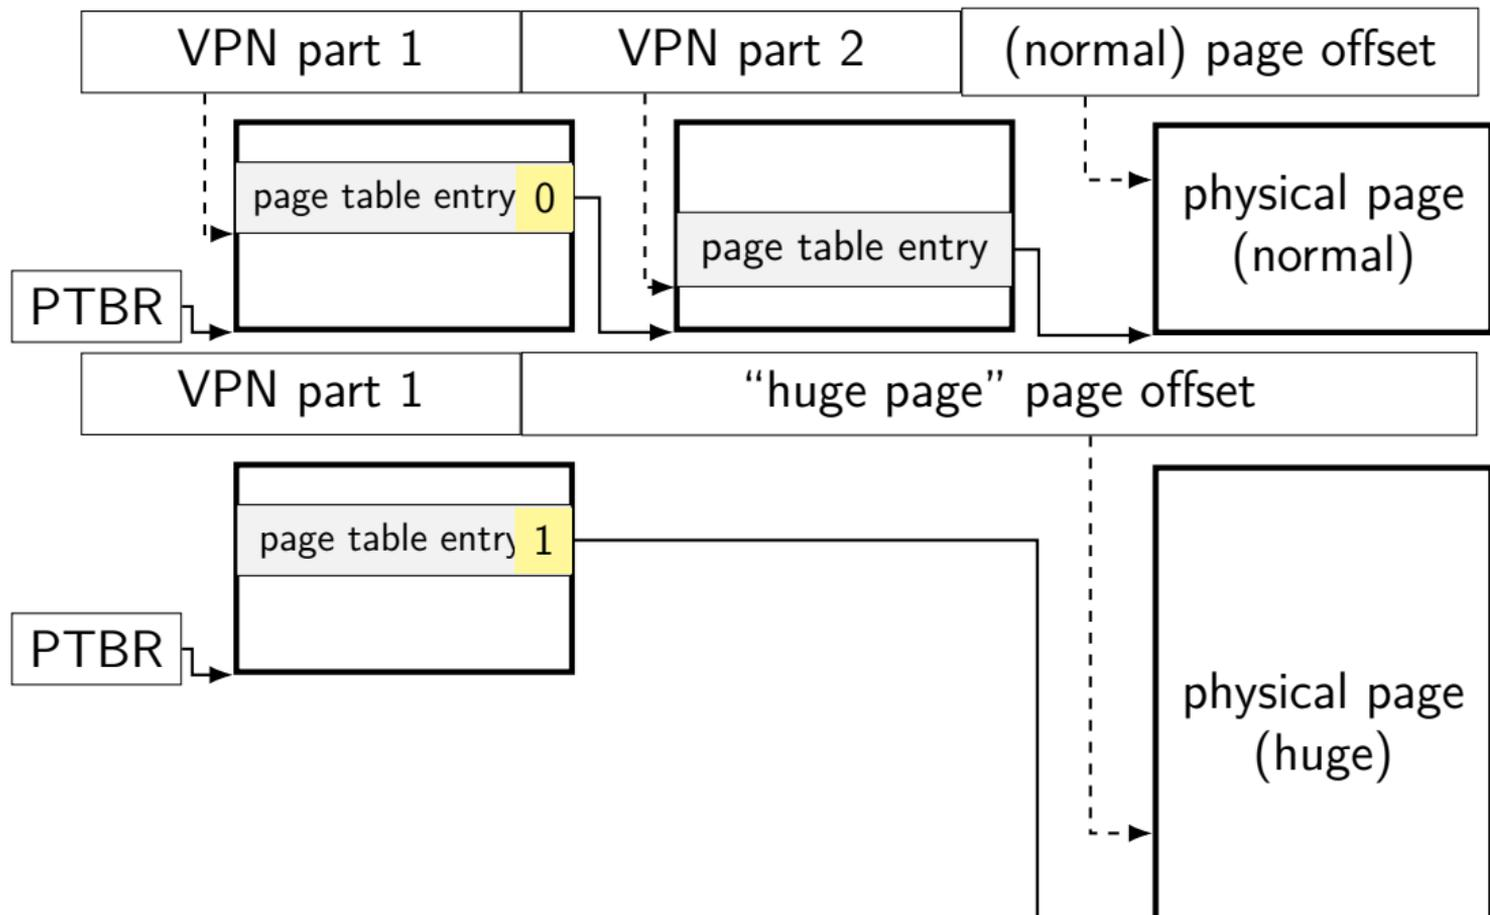 VPN part 1
VPN part 2
(normal) page offset
page table entry 0
page table entry
physical page
(normal)
PTBR
VPN part 1
“huge page” page offset
page table entry 1
PTBR
physical page
(huge)